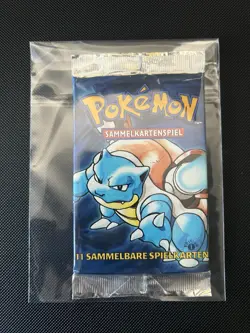 POKéMON
SAMMELKARTENSPIEL
11 SAMMELBARE SPIELKARTEN